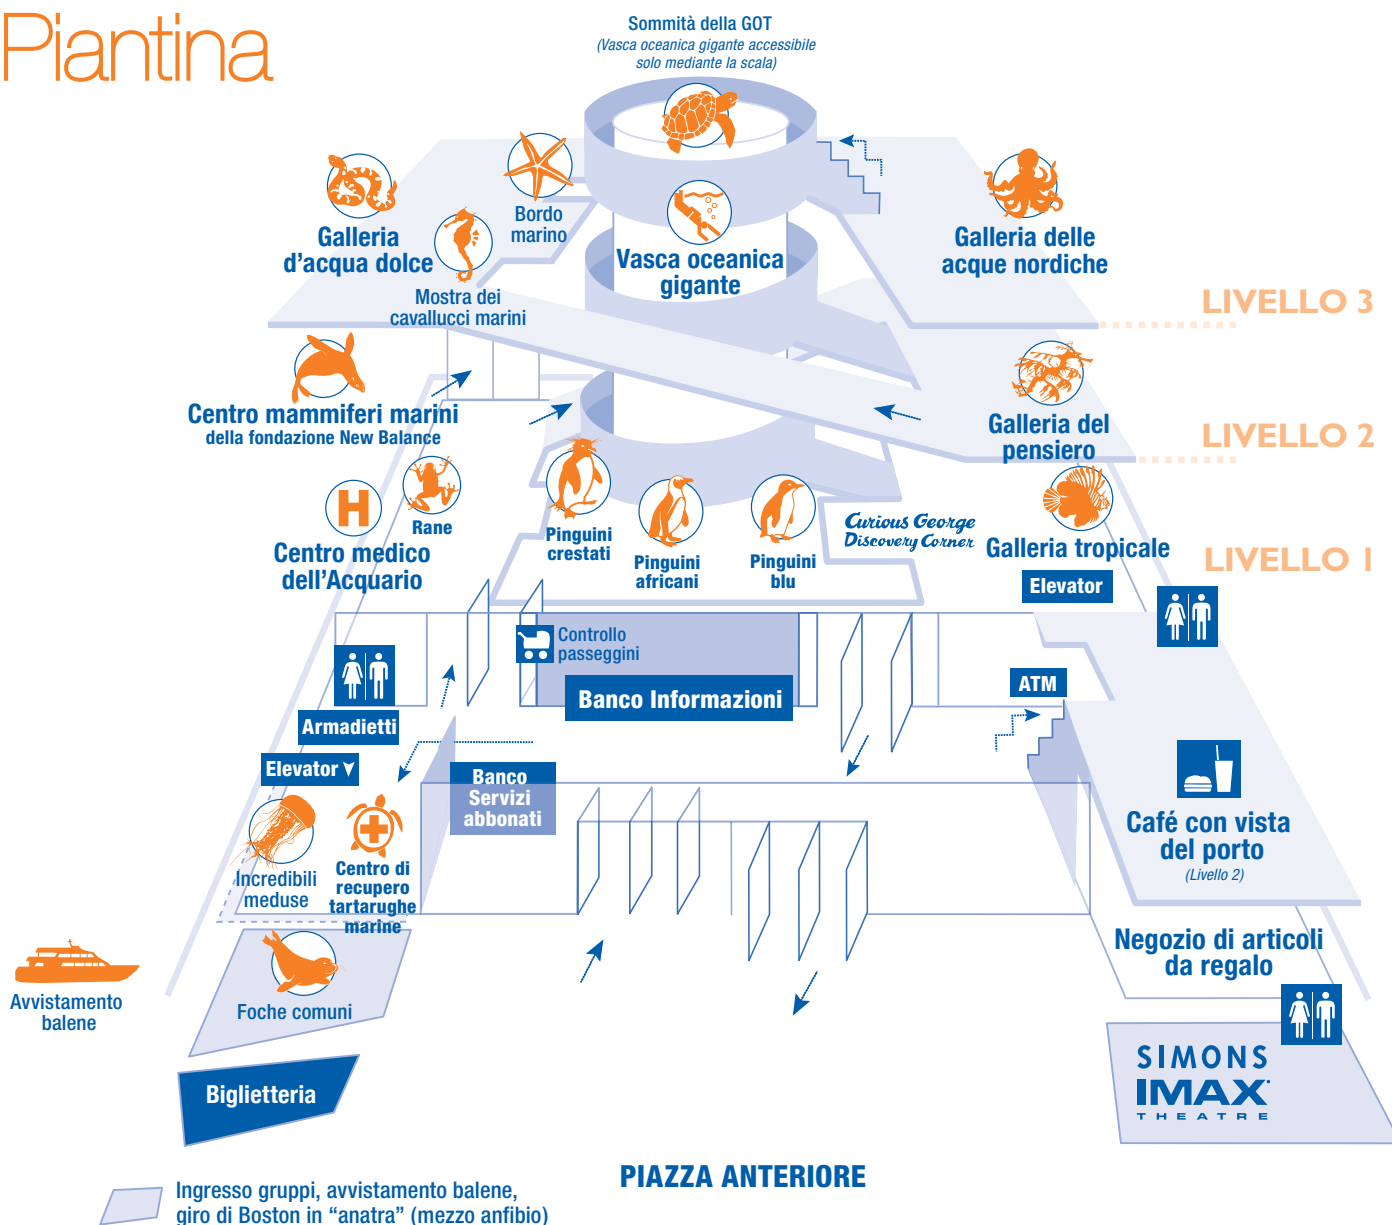 Piantina
Sommità della GOT
(Vasca oceanica gigante accessibile
solo mediante la scala)
Bordo
marino
Galleria
d'acqua dolce
Mostra dei
cavallucci marini
Vasca oceanica
gigante
Galleria delle
acque nordiche
LIVELLO 3
Centro mammiferi marini
della fondazione New Balance
Galleria del
pensiero
LIVELLO 2
Rane
H
Centro medico
dell'Acquario
Pinguini
crestati
Pinguini
africani
Pinguini
blu
Curious George
Discovery Corner
Galleria tropicale
LIVELLO 1
Elevator
Controllo
passeggini
Banco Informazioni
ATM
Armadietti
Elevator
Banco
Servizi
abbonati
Incredibili
meduse
Centro di
recupero
tartarughe
marine
Café con vista
del porto
(Livello 2)
Negozio di articoli
da regalo
Avvistamento
balene
Foche comuni
Biglietteria
SIMONS
IMAX
THEATRE
PIAZZA ANTERIORE
Ingresso gruppi, avvistamento balene,
giro di Boston in “anatra” (mezzo anfibio)